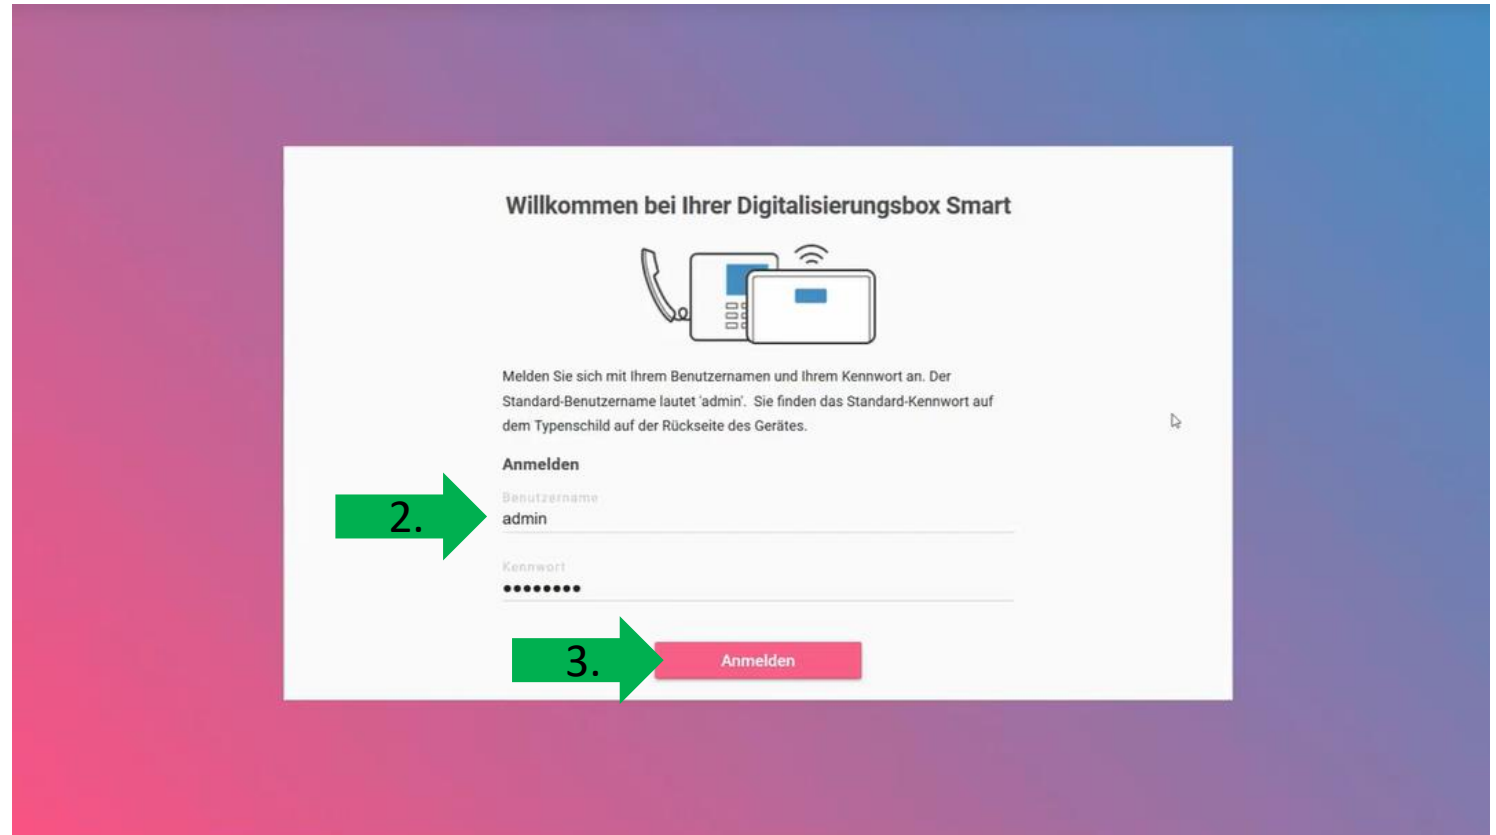 Willkommen bei Ihrer Digitalisierungsbox Smart
Melden Sie sich mit Ihrem Benutzernamen und Ihrem Kennwort an. Der
Standard-Benutzername lautet 'admin'. Sie finden das Standard-Kennwort auf
dem Typenschild auf der Rückseite des Gerätes.
Anmelden
Benutzername
2.
admin
Kennwort
••••••••
3.
Anmelden